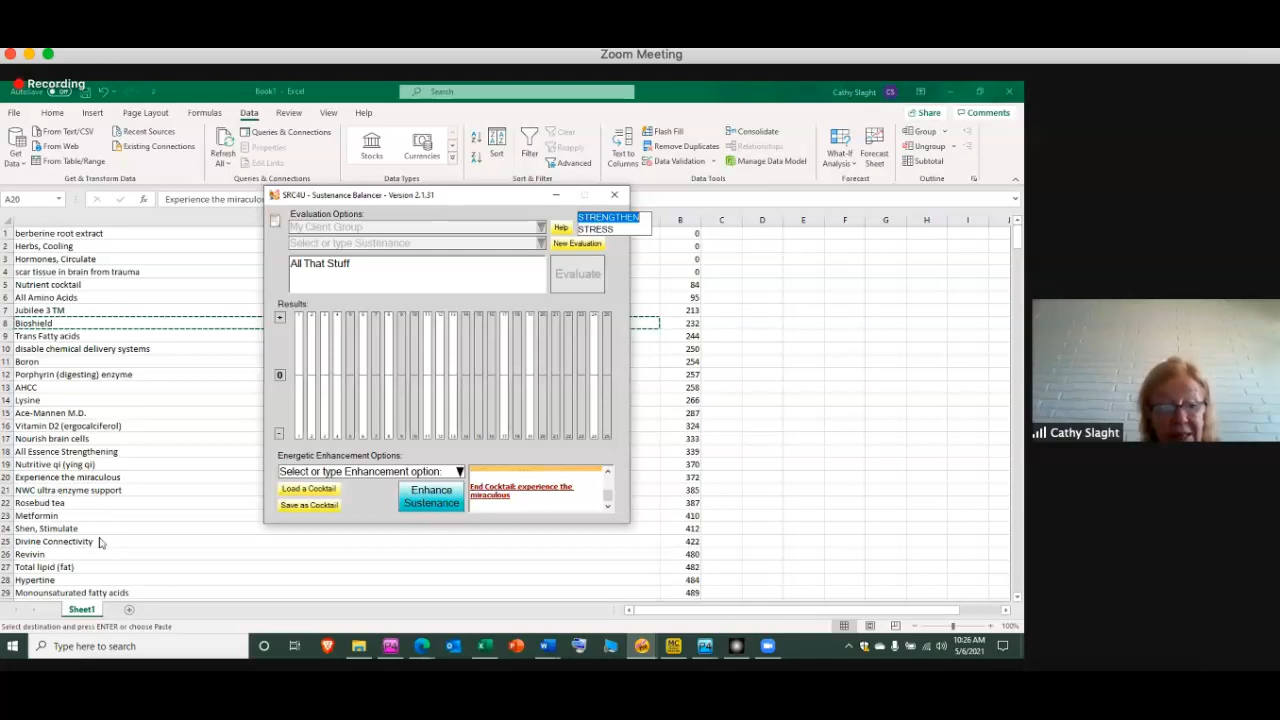 Zoom Meeting
Recording
AutoSave Off
Book1 - Excel
Search
Cathy Slaght CS
File Home Insert Page Layout Formulas Data Review View Help
Share Comments
Get Data
From Text/CSV
From Web
From Table/Range
Recent Sources
Existing Connections
Get & Transform Data
Refresh All
Queries & Connections
Properties
Edit Links
Queries & Connections
Stocks Currencies
Data Types
Sort
Filter
Clear
Reapply
Advanced
Sort & Filter
Text to Columns
Flash Fill
Remove Duplicates
Data Validation
Consolidate
Relationships
Manage Data Model
Data Tools
What-If Analysis
Forecast Sheet
Forecast
Group
Ungroup
Subtotal
Outline
A20
Experience the miraculo
B C D E F G H I J
1 berberine root extract 0
2 Herbs, Cooling 0
3 Hormones, Circulate 0
4 scar tissue in brain from trauma 0
5 Nutrient cocktail 84
6 All Amino Acids 95
7 Jubilee 3 TM 213
8 Bioshield 232
9 Trans Fatty acids 244
10 disable chemical delivery systems 250
11 Boron 254
12 Porphyrin (digesting) enzyme 257
13 AHCC 258
14 Lysine 266
15 Ace-Mannen M.D. 287
16 Vitamin D2 (ergocalciferol) 324
17 Nourish brain cells 333
18 All Essence Strengthening 339
19 Nutritive qi (ying qi) 370
20 Experience the miraculous 372
21 NWC ultra enzyme support 385
22 Rosebud tea 387
23 Metformin 410
24 Shen, Stimulate 412
25 Divine Connectivity 422
26 Revivin 480
27 Total lipid (fat) 482
28 Hypertine 484
29 Monounsaturated fatty acids 489
SRC4U - Sustenance Balancer - Version 2.1.31
Evaluation Options:
My Client Group
Help
STRENGTHEN
STRESS
Select or type Sustenance
New Evaluation
All That Stuff
Evaluate
Results:
+
0
-
Energetic Enhancement Options:
Select or type Enhancement option:
Load a Cocktail
Save as Cocktail
Enhance Sustenance
End Cocktail: experience the
miraculous
Sheet1
Select destination and press ENTER or choose Paste
100%
Type here to search
10:26 AM
5/6/2021
Cathy Slaght